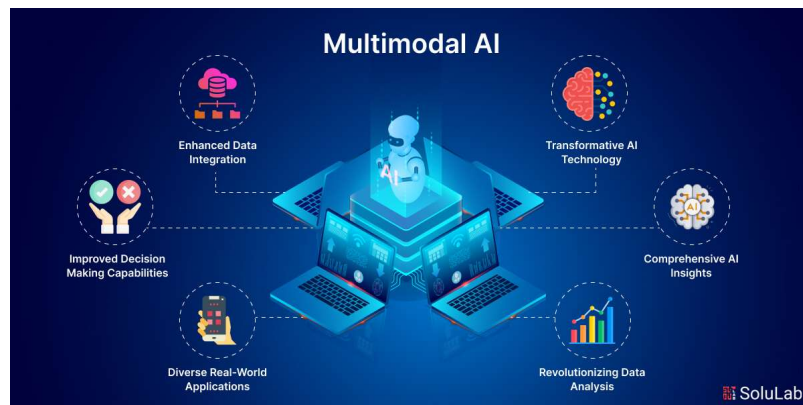 Multimodal AI
Enhanced Data
Integration
Transformative AI
Technology
AI
Improved Decision
Making Capabilities
AI
Comprehensive AI
Insights
Diverse Real-World
Applications
Revolutionizing Data
Analysis
SoluLab